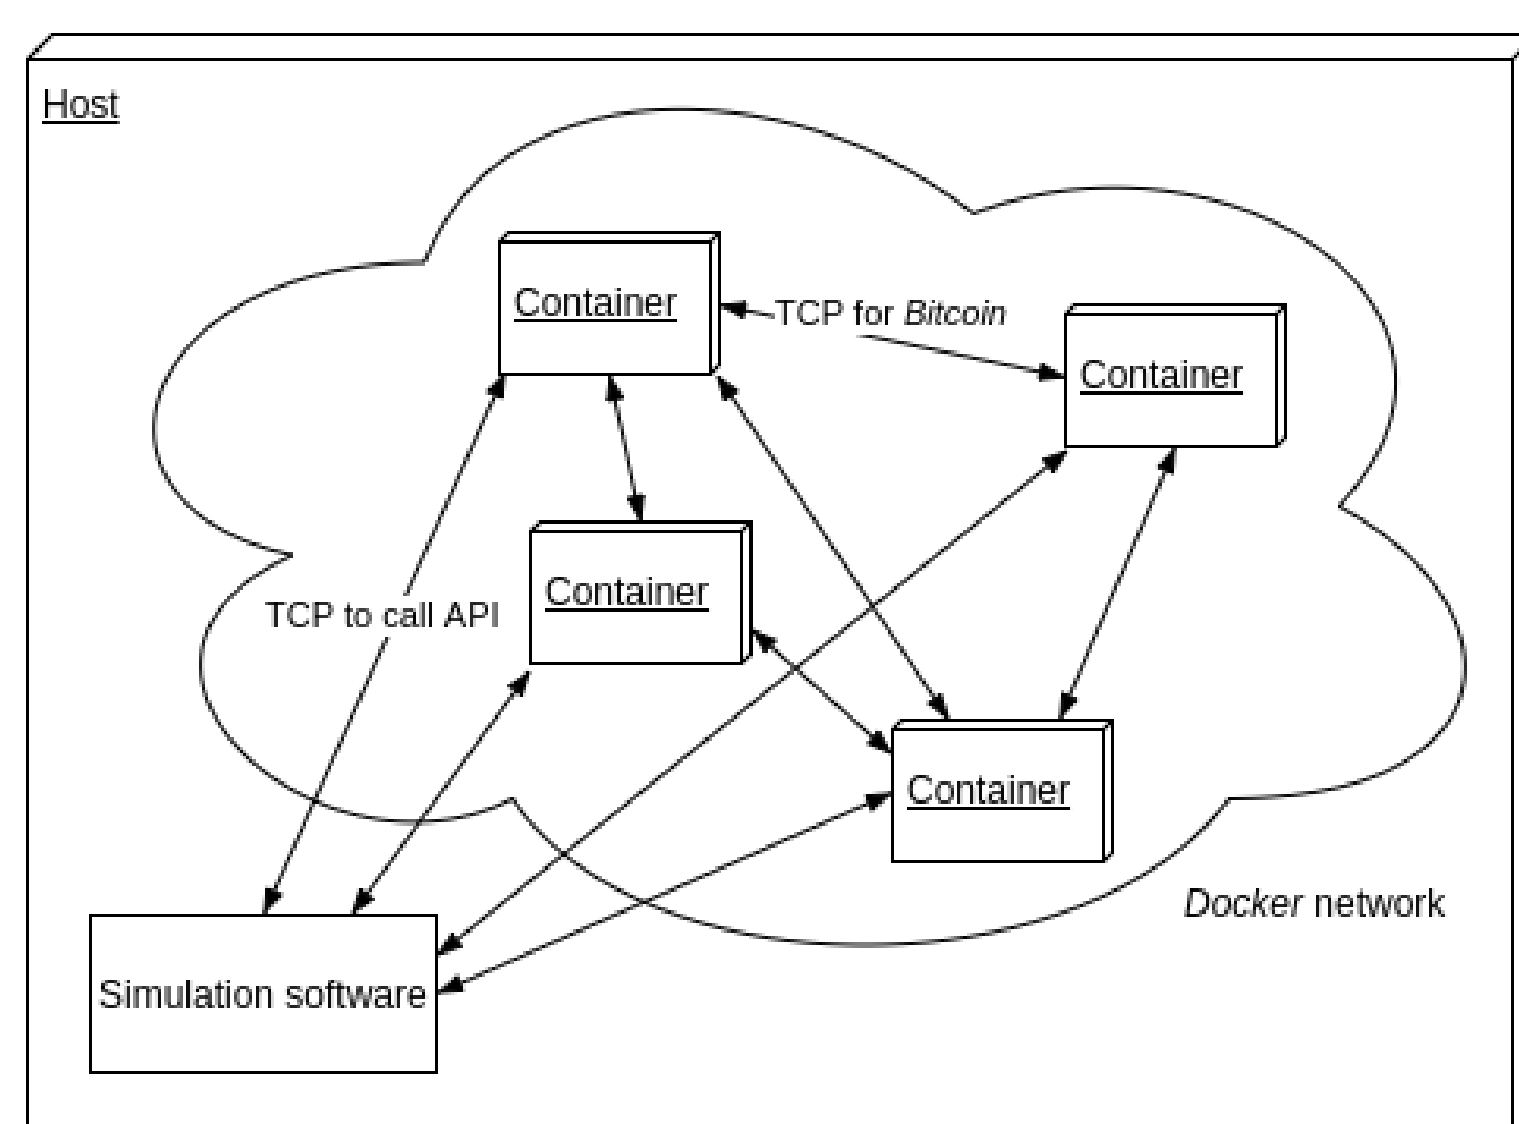 Host
Container
TCP for Bitcoin
Container
Container
TCP to call API
Container
Docker network
Simulation software